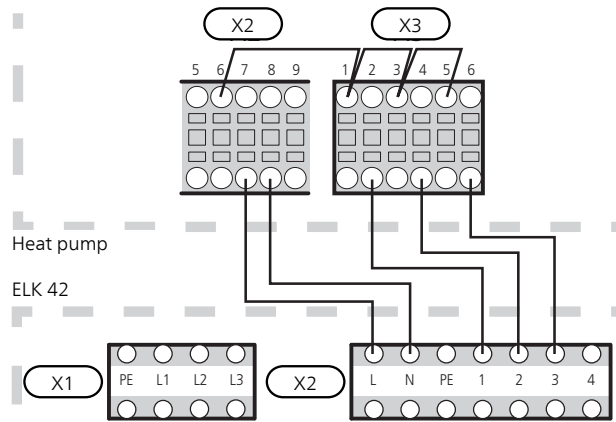 X2 X3
5 6 7 8 9 1 2 3 4 5 6
Heat pump
ELK 42
X1 PE L1 L2 L3 X2 L N PE 1 2 3 4